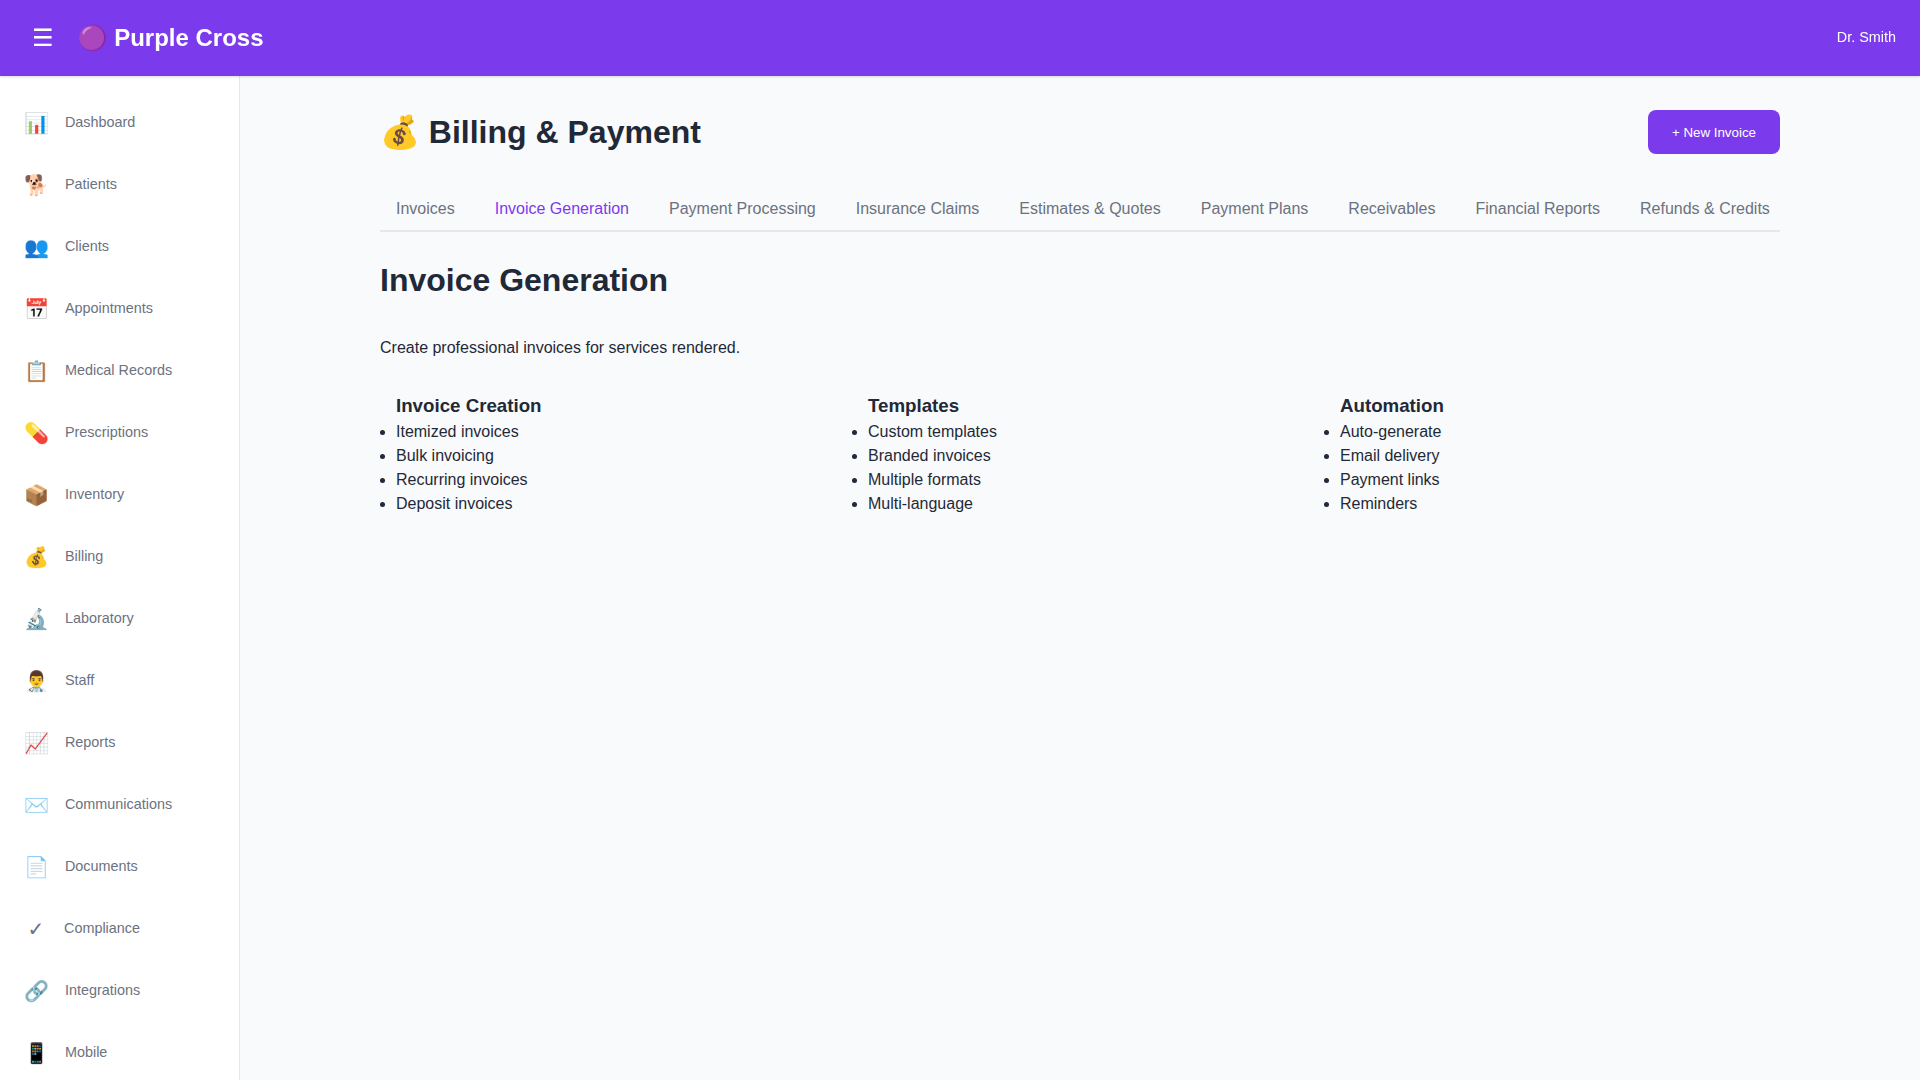 ☰ 🟣 Purple Cross
Dr. Smith
📊 Dashboard
🐕 Patients
👥 Clients
📅 Appointments
📋 Medical Records
💊 Prescriptions
📦 Inventory
💰 Billing
🔬 Laboratory
👨‍⚕️ Staff
📈 Reports
✉️ Communications
📄 Documents
✓ Compliance
🔗 Integrations
📱 Mobile
💰 Billing & Payment
+ New Invoice
Invoices Invoice Generation Payment Processing Insurance Claims Estimates & Quotes Payment Plans Receivables Financial Reports Refunds & Credits
Invoice Generation
Create professional invoices for services rendered.
Invoice Creation
• Itemized invoices
• Bulk invoicing
• Recurring invoices
• Deposit invoices
Templates
• Custom templates
• Branded invoices
• Multiple formats
• Multi-language
Automation
• Auto-generate
• Email delivery
• Payment links
• Reminders